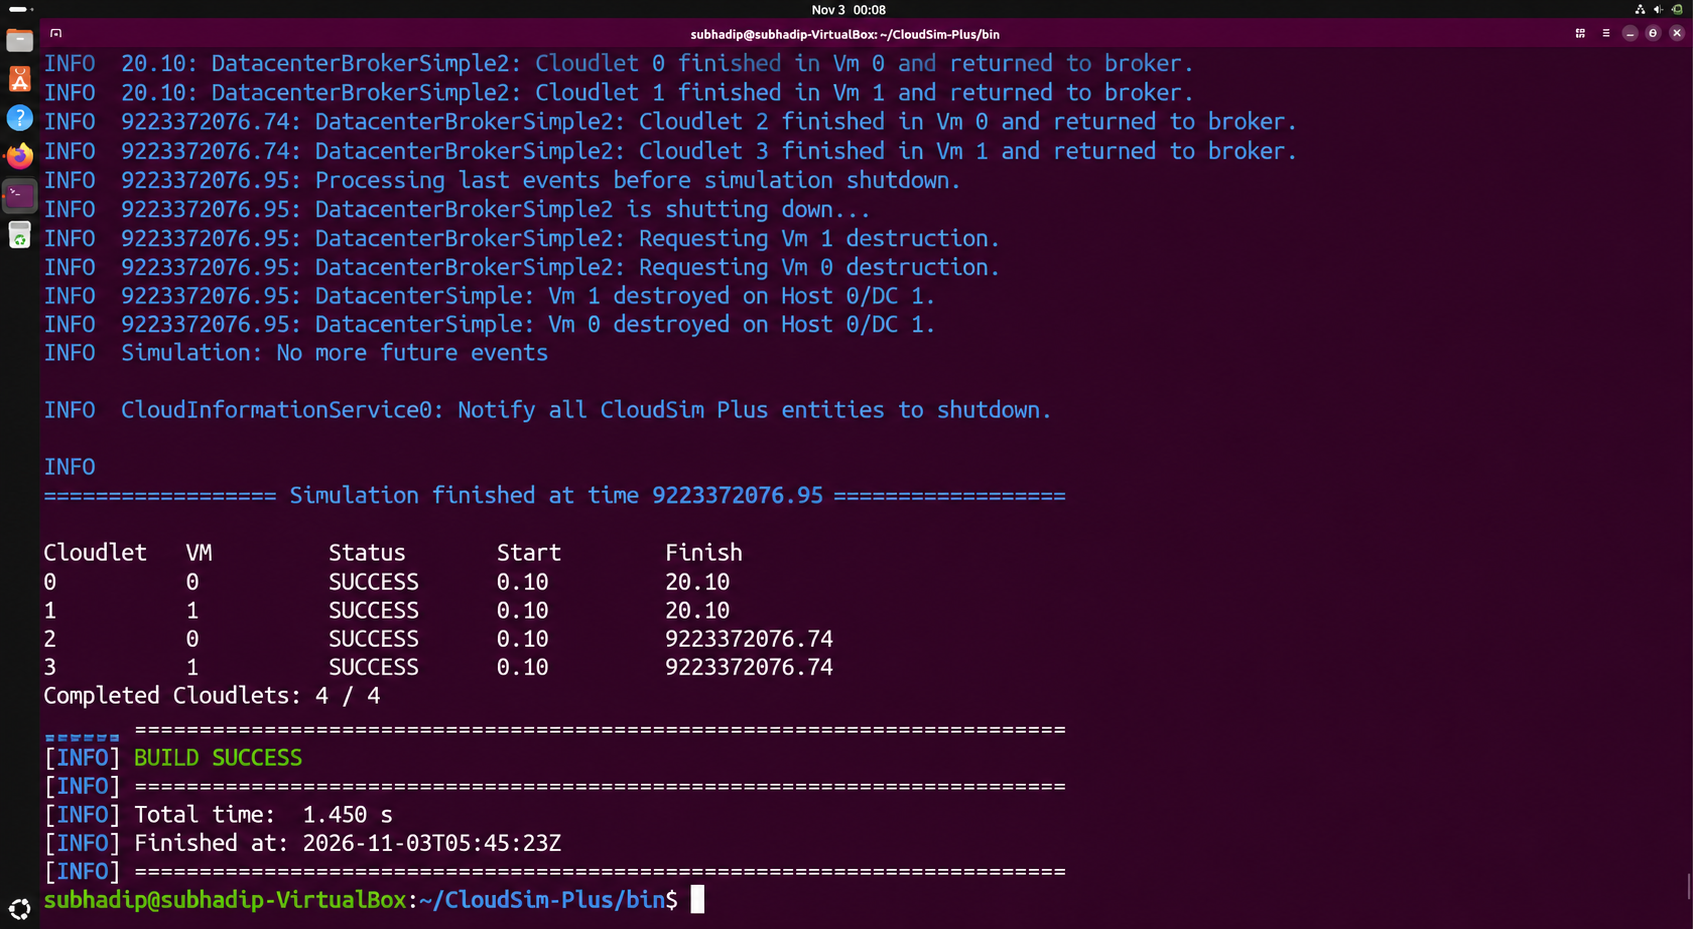 Nov 3  00:08
subhadip@subhadip-VirtualBox: ~/CloudSim-Plus/bin
INFO  20.10: DatacenterBrokerSimple2: Cloudlet 0 finished in Vm 0 and returned to broker.
INFO  20.10: DatacenterBrokerSimple2: Cloudlet 1 finished in Vm 1 and returned to broker.
INFO  9223372076.74: DatacenterBrokerSimple2: Cloudlet 2 finished in Vm 0 and returned to broker.
INFO  9223372076.74: DatacenterBrokerSimple2: Cloudlet 3 finished in Vm 1 and returned to broker.
INFO  9223372076.95: Processing last events before simulation shutdown.
INFO  9223372076.95: DatacenterBrokerSimple2 is shutting down...
INFO  9223372076.95: DatacenterBrokerSimple2: Requesting Vm 1 destruction.
INFO  9223372076.95: DatacenterBrokerSimple2: Requesting Vm 0 destruction.
INFO  9223372076.95: DatacenterSimple: Vm 1 destroyed on Host 0/DC 1.
INFO  9223372076.95: DatacenterSimple: Vm 0 destroyed on Host 0/DC 1.
INFO  Simulation: No more future events
INFO  CloudInformationService0: Notify all CloudSim Plus entities to shutdown.
INFO
================== Simulation finished at time 9223372076.95 ==================
Cloudlet   VM         Status       Start        Finish
0          0          SUCCESS      0.10         20.10
1          1          SUCCESS      0.10         20.10
2          0          SUCCESS      0.10         9223372076.74
3          1          SUCCESS      0.10         9223372076.74
Completed Cloudlets: 4 / 4
====== ========================================================================
[INFO] BUILD SUCCESS
[INFO] ========================================================================
[INFO] Total time:  1.450 s
[INFO] Finished at: 2026-11-03T05:45:23Z
[INFO] ========================================================================
subhadip@subhadip-VirtualBox:~/CloudSim-Plus/bin$